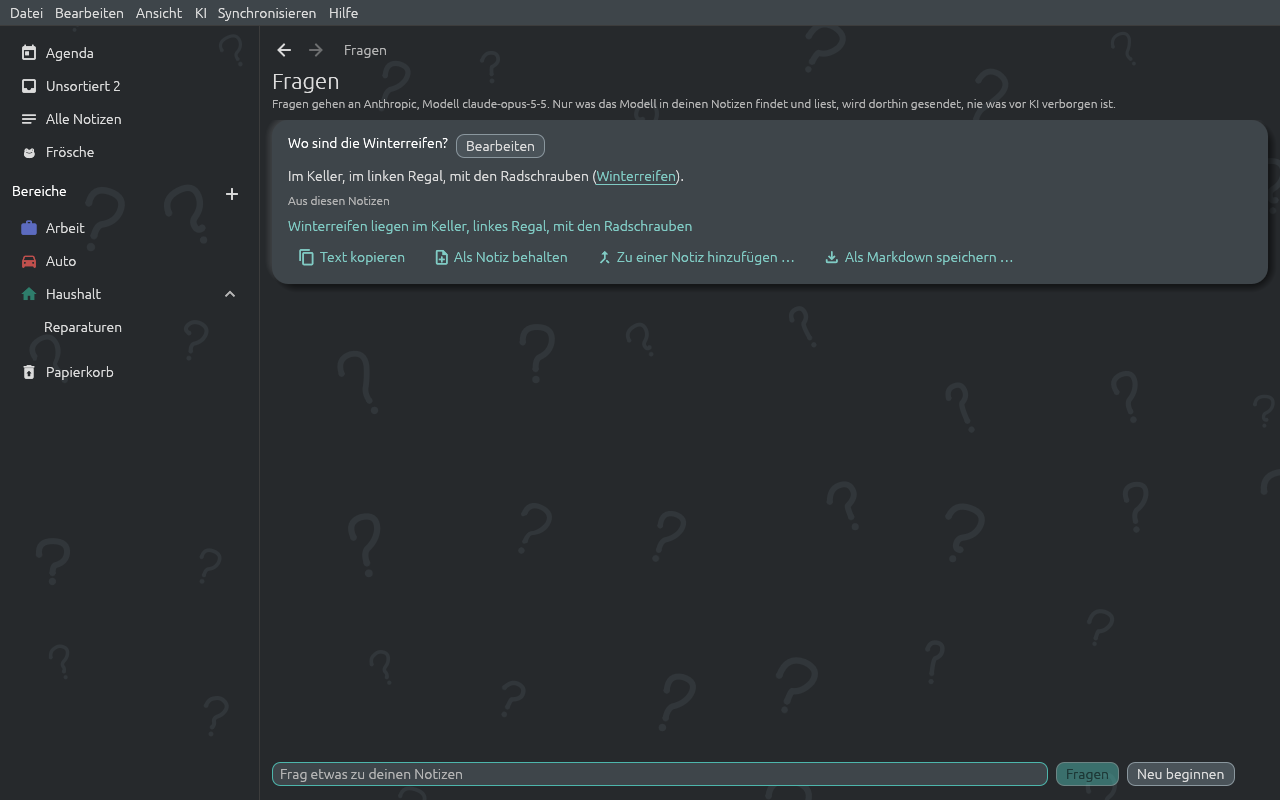 Datei Bearbeiten Ansicht KI Synchronisieren Hilfe
Agenda
Unsortiert 2
Alle Notizen
Frösche
Bereiche
Arbeit
Auto
Haushalt
Reparaturen
Papierkorb
Fragen
Fragen
Fragen gehen an Anthropic, Modell claude-opus-5-5. Nur was das Modell in deinen Notizen findet und liest, wird dorthin gesendet, nie was vor KI verborgen ist.
Wo sind die Winterreifen? Bearbeiten
Im Keller, im linken Regal, mit den Radschrauben (Winterreifen).
Aus diesen Notizen
Winterreifen liegen im Keller, linkes Regal, mit den Radschrauben
Text kopieren Als Notiz behalten Zu einer Notiz hinzufügen … Als Markdown speichern …
Frag etwas zu deinen Notizen Fragen Neu beginnen